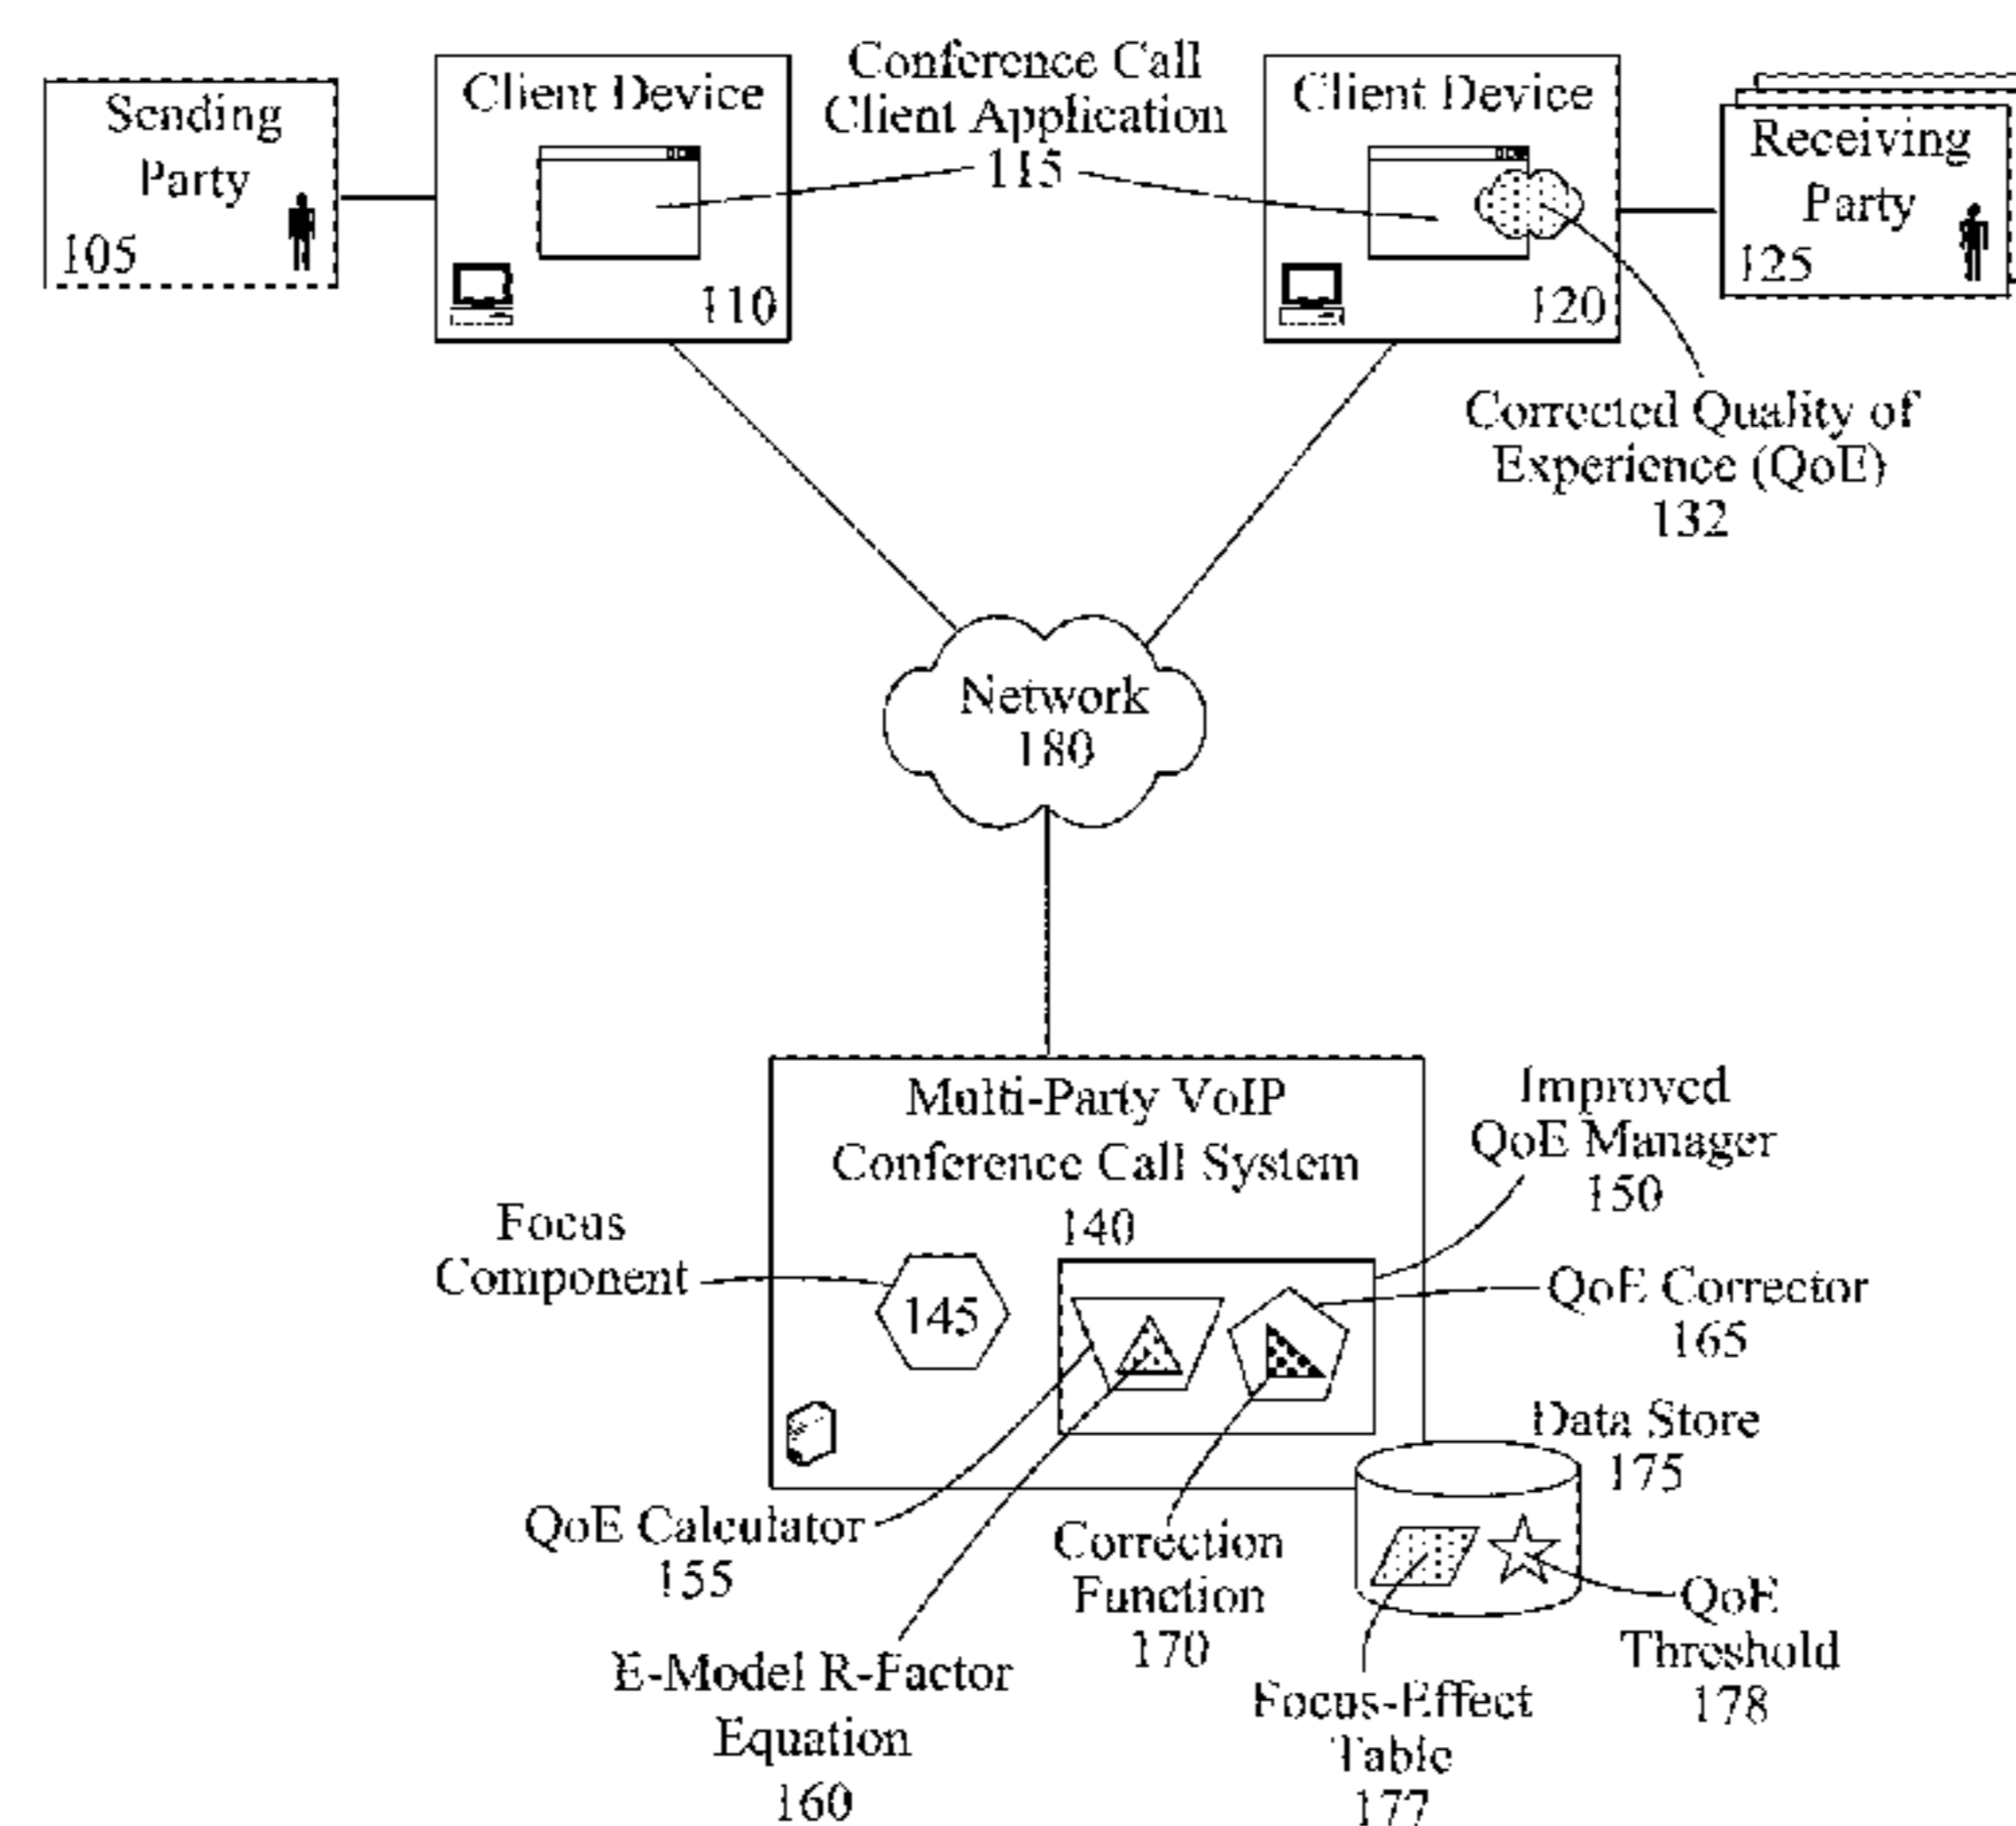 Sending
Party
105
Client Device
110
Conference Call
Client Application
115
Client Device
120
Receiving
Party
125
Corrected Quality of
Experience (QoE)
132
Network
180
Multi-Party VoIP
Conference Call System
140
Improved
QoE Manager
150
Focus
Component
145
QoE Corrector
165
Data Store
175
QoE Calculator
155
Correction
Function
170
QoE
Threshold
178
E-Model R-Factor
Equation
160
Focus-Effect
Table
177